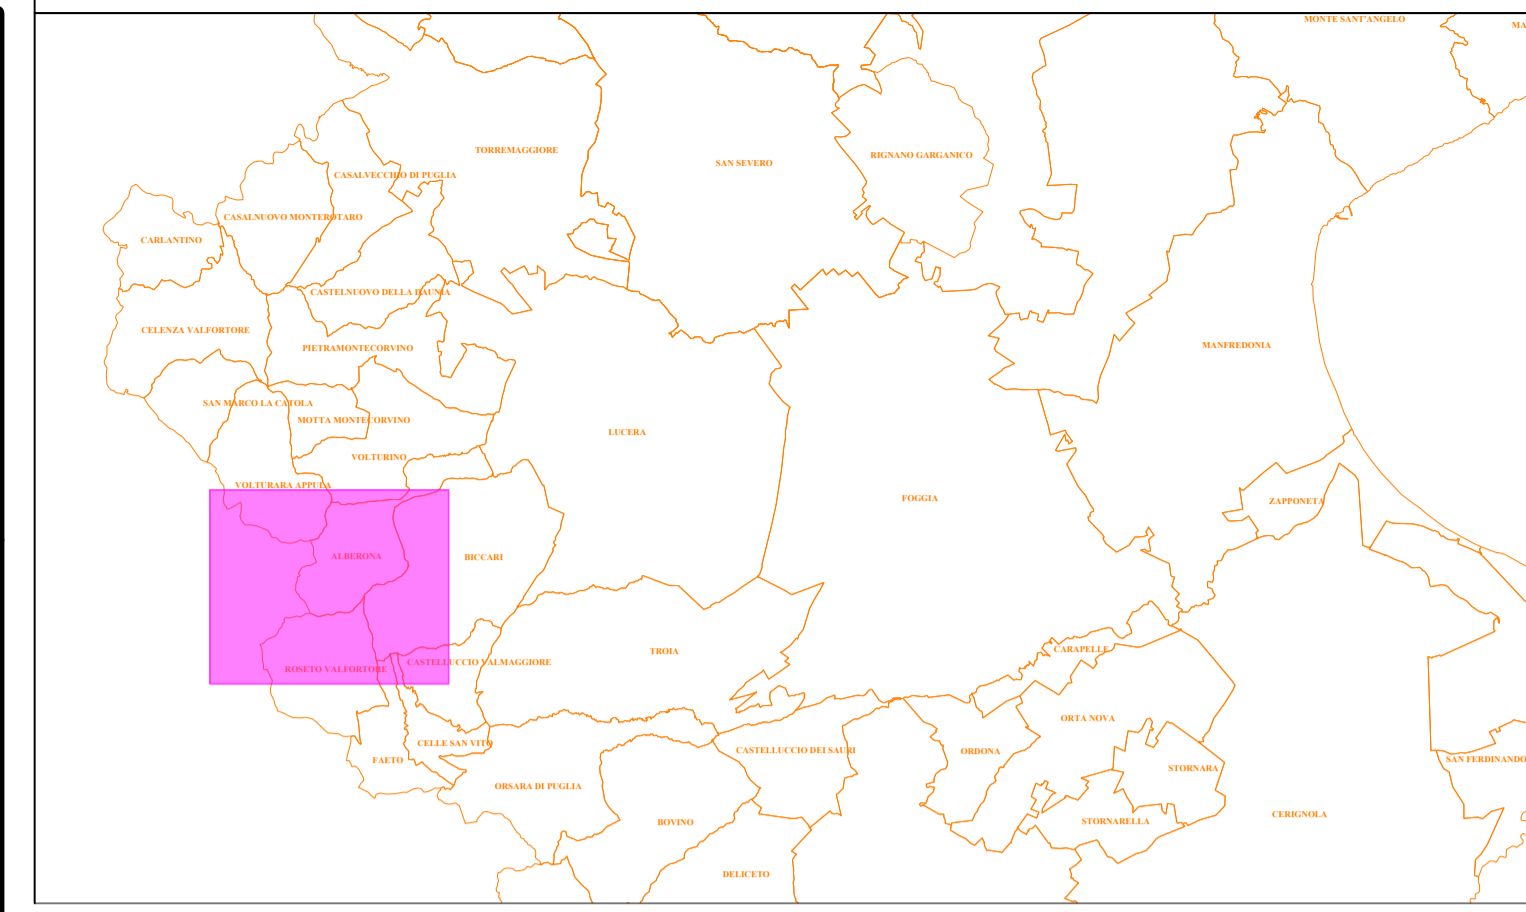 MONTE SANT'ANGELO
MA
TORREMAGGIORE
SAN SEVERO
RIGNANO GARGANICO
CASALVECCHIO DI PUGLIA
CASALNUOVO MONTEROTARO
CARLANTINO
CASTELNUOVO DELLA DAUNIA
CELENZA VALFORTORE
PIETRAMONTECORVINO
MANFREDONIA
SAN MARCO LA CATOLA
MOTTA MONTECORVINO
LUCERA
VOLTURINO
VOLTURARA APPULA
FOGGIA
ZAPPONETA
ALBERONA
BICCARI
TROIA
CARAPELLE
CASTELLUCCIO VALMAGGIORE
ROSETO VALFORTORE
ORTA NOVA
CELLE SAN VITO
CASTELLUCCIO DEI SAURI
ORDONA
FAETO
SAN FERDINANDO
STORNARA
ORSARA DI PUGLIA
CERIGNOLA
BOVINO
STORNARELLA
DELICETO